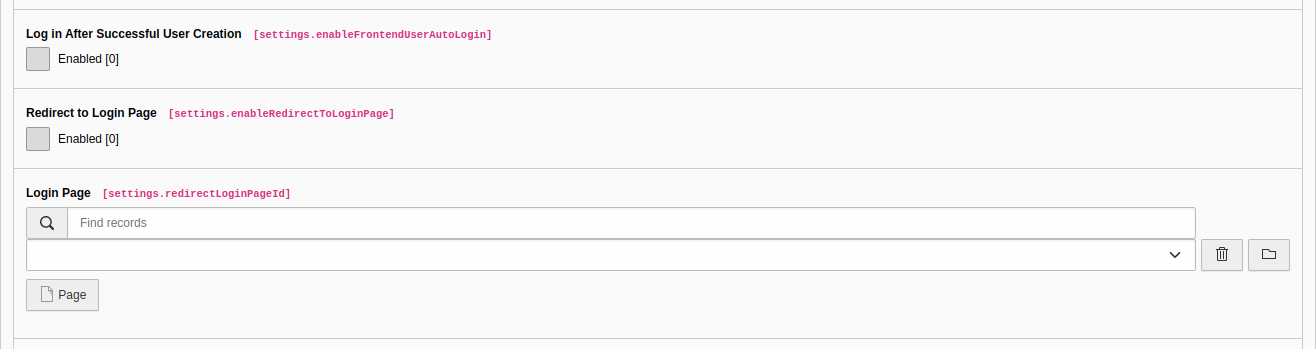 Log in After Successful User Creation [settings.enableFrontendUserAutoLogin]
Enabled [0]
Redirect to Login Page [settings.enableRedirectToLoginPage]
Enabled [0]
Login Page [settings.redirectLoginPageId]
Find records
Page